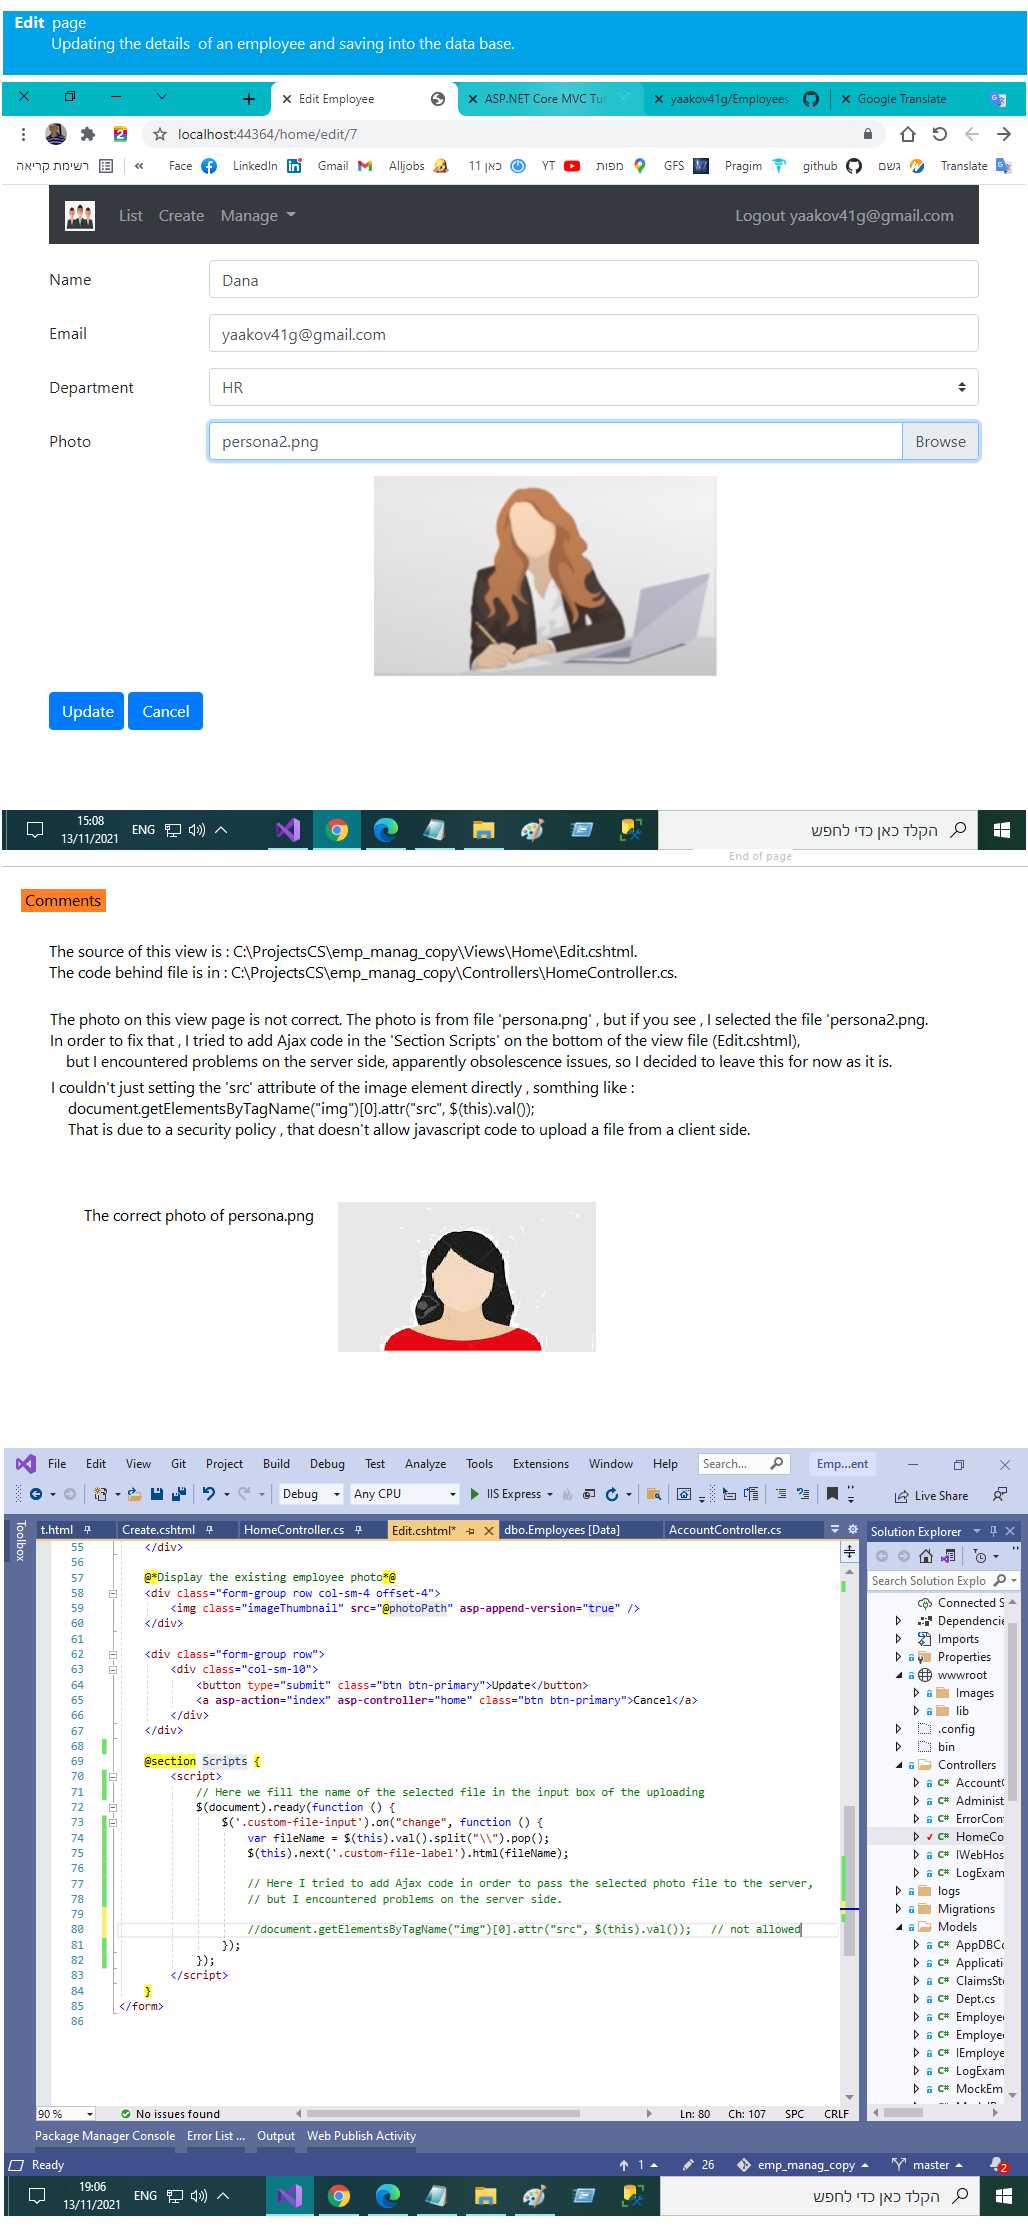 Edit page
Updating the details of an employee and saving into the data base.
Edit Employee
ASP.NET Core MVC Tut
yaakov41g/Employees-
Google Translate
localhost:44364/home/edit/7
רשימת קריאה
«
Face
LinkedIn
Gmail
Alljobs
כאן 11
YT
מפות
GFS
Pragim
github
גשם
Translate
List Create Manage
Logout yaakov41g@gmail.com
Name
Dana
Email
yaakov41g@gmail.com
Department
HR
Photo
persona2.png
Browse
Update
Cancel
15:08
13/11/2021
ENG
הקלד כאן כדי לחפש
End of page
Comments
The source of this view is : C:\ProjectsCS\emp_manag_copy\Views\Home\Edit.cshtml.
The code behind file is in : C:\ProjectsCS\emp_manag_copy\Controllers\HomeController.cs.
The photo on this view page is not correct. The photo is from file 'persona.png' , but if you see , I selected the file 'persona2.png.
In order to fix that , I tried to add Ajax code in the 'Section Scripts' on the bottom of the view file (Edit.cshtml),
but I encountered problems on the server side, apparently obsolescence issues, so I decided to leave this for now as it is.
I couldn't just setting the 'src' attribute of the image element directly , somthing like :
document.getElementsByTagName("img")[0].attr("src", $(this).val());
That is due to a security policy , that doesn't allow javascript code to upload a file from a client side.
The correct photo of persona.png
File Edit View Git Project Build Debug Test Analyze Tools Extensions Window Help Search... Emp...ent
Debug Any CPU IIS Express Live Share
Toolbox
t.html Create.cshtml HomeController.cs Edit.cshtml* dbo.Employees [Data] AccountController.cs
55 </div>
56
57 @*Display the existing employee photo*@
58 <div class="form-group row col-sm-4 offset-4">
59 <img class="imageThumbnail" src="@photoPath" asp-append-version="true" />
60 </div>
61
62 <div class="form-group row">
63 <div class="col-sm-10">
64 <button type="submit" class="btn btn-primary">Update</button>
65 <a asp-action="index" asp-controller="home" class="btn btn-primary">Cancel</a>
66 </div>
67 </div>
68
69 @section Scripts {
70 <script>
71 // Here we fill the name of the selected file in the input box of the uploading
72 $(document).ready(function () {
73 $('.custom-file-input').on("change", function () {
74 var fileName = $(this).val().split("\\").pop();
75 $(this).next('.custom-file-label').html(fileName);
76
77 // Here I tried to add Ajax code in order to pass the selected photo file to the server,
78 // but I encountered problems on the server side.
79
80 //document.getElementsByTagName("img")[0].attr("src", $(this).val()); // not allowed
81 });
82 });
83 </script>
84 }
85 </form>
86
Solution Explorer
Search Solution Explo
Connected S
Dependencie
Imports
Properties
wwwroot
Images
lib
.config
bin
Controllers
C# Account
C# Administ
C# ErrorCon
C# HomeCo
C# IWebHos
C# LogExam
logs
Migrations
Models
C# AppDBCo
C# Applicati
C# ClaimsSto
C# Dept.cs
C# Employee
C# Employee
C# IEmploye
C# LogExam
C# MockEm
90 %
No issues found
Ln: 80 Ch: 107 SPC CRLF
Package Manager Console Error List ... Output Web Publish Activity
Ready
1
26
emp_manag_copy
master
2
19:06
13/11/2021
ENG
הקלד כאן כדי לחפש